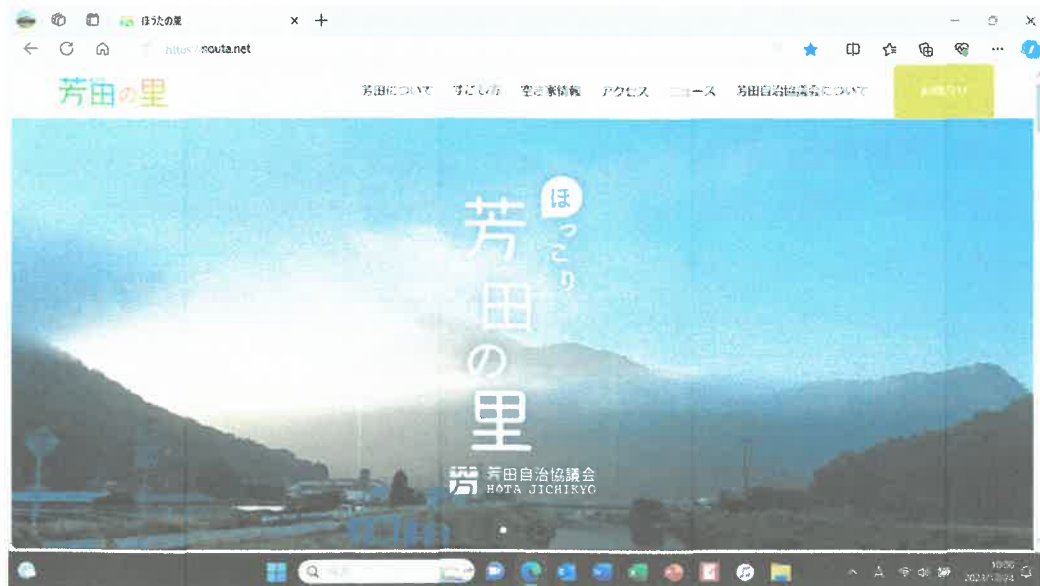 ほうたの里
houta.net
芳田の里
芳田について すごし方 空き家情報 アクセス ニュース 芳田自治協議会について
ほっこり
芳田の里
芳田自治協議会
HOTA JICHIKYO
10:00